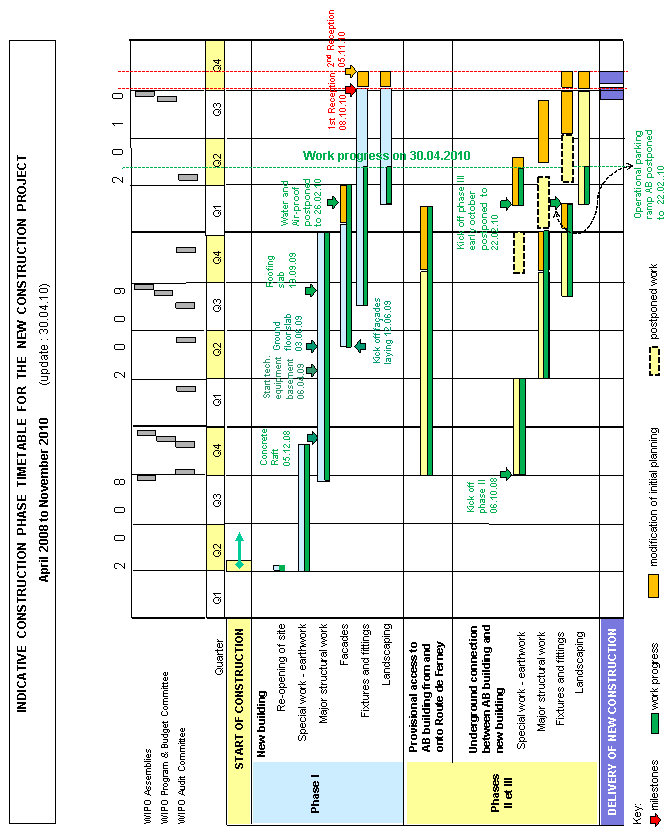 INDICATIVE CONSTRUCTION PHASE TIMETABLE FOR THE NEW CONSTRUCTION PROJECT
April 2008 to November 2010 (update : 30.04.10)
2 0 0 8
2 0 0 9
2 0 1 0
WIPO Assemblies
WIPO Program & Budget Committee
WIPO Audit Committee
Quarter
Q1
Q2
Q3
Q4
Q1
Q2
Q3
Q4
Q1
Q2
Q3
Q4
START OF CONSTRUCTION
Phase I
New building
Re-opening of site
Special work - earthwork
Major structural work
Facades
Fixtures and fittings
Landscaping
Concrete
Raft
05.12.08
Start tech.
equipment
basement
06.04.09
Ground
floor slab
03.06.09
Roofing
slab
19.09.09
Kick off façades
laying 12.06.09
Water and
Air-proof
postponed
to 26.02.10
Work progress on 30.04.2010
1st Reception
08.10.10
2nd Reception
05.11.10
Phases
II et III
Provisional access to
AB building from and
onto Route de Ferney
Underground connection
between AB building and
new building
Special work - earthwork
Major structural work
Fixtures and fittings
Landscaping
Kick off
phase II
06.10.08
Kick off phase III
early october
postponed to
22.02.10
Operational parking
ramp AB postponed
to 22.02.10
DELIVERY OF NEW CONSTRUCTION
Key:
milestones
work progress
modification of initial planning
postponed work